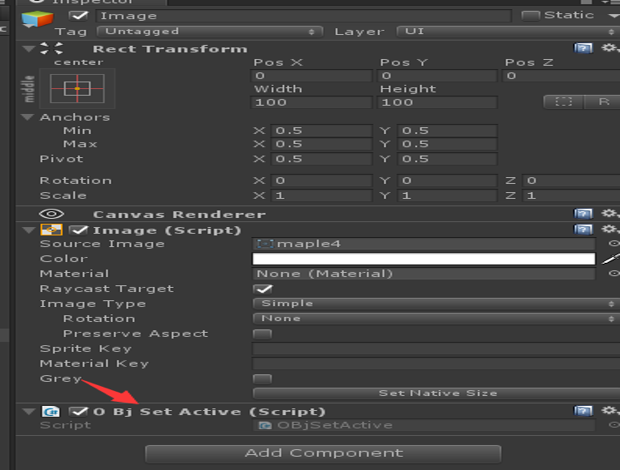 Inspector
Image Static
Tag Untagged Layer UI
Rect Transform
center Pos X Pos Y Pos Z
middle 0 0 0
Width Height
100 100 R
Anchors
Min X 0.5 Y 0.5
Max X 0.5 Y 0.5
Pivot X 0.5 Y 0.5
Rotation X 0 Y 0 Z 0
Scale X 1 Y 1 Z 1
Canvas Renderer
Image (Script)
Source Image maple4
Color
Material None (Material)
Raycast Target
Image Type Simple
Rotation None
Preserve Aspect
Sprite Key
Material Key
Grey
Set Native Size
C# O Bj Set Active (Script)
Script OBjSetActive
Add Component